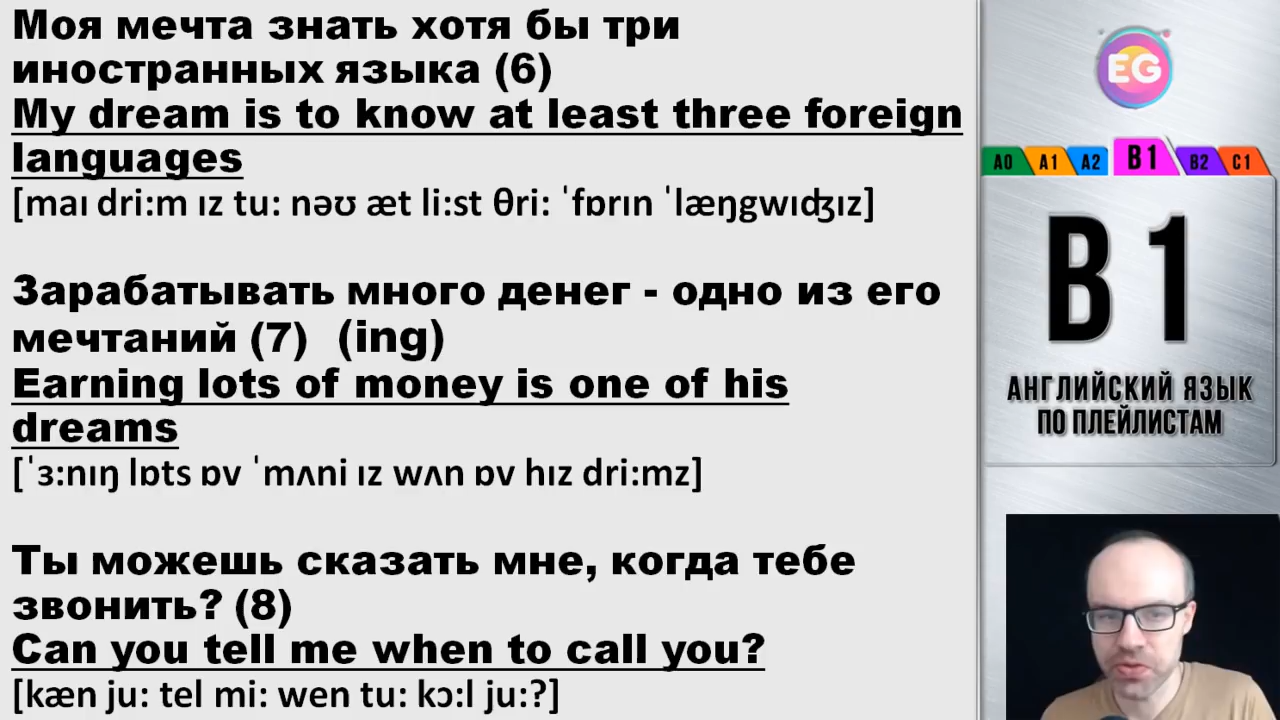 Моя мечта знать хотя бы три
иностранных языка (6)
My dream is to know at least three foreign
languages
[maɪ dri:m ɪz tu: nəʊ æt li:st θri: ˈfɒrɪn ˈlæŋgwɪʤɪz]
Зарабатывать много денег - одно из его
мечтаний (7) (ing)
Earning lots of money is one of his
dreams
[ˈɜ:nɪŋ lɒts ɒv ˈmʌni ɪz wʌn ɒv hɪz dri:mz]
Ты можешь сказать мне, когда тебе
звонить? (8)
Can you tell me when to call you?
[kæn ju: tel mi: wen tu: kɔ:l ju:?]
EG
A0 A1 A2 B1 B2 C1
B 1
АНГЛИЙСКИЙ ЯЗЫК
ПО ПЛЕЙЛИСТАМ